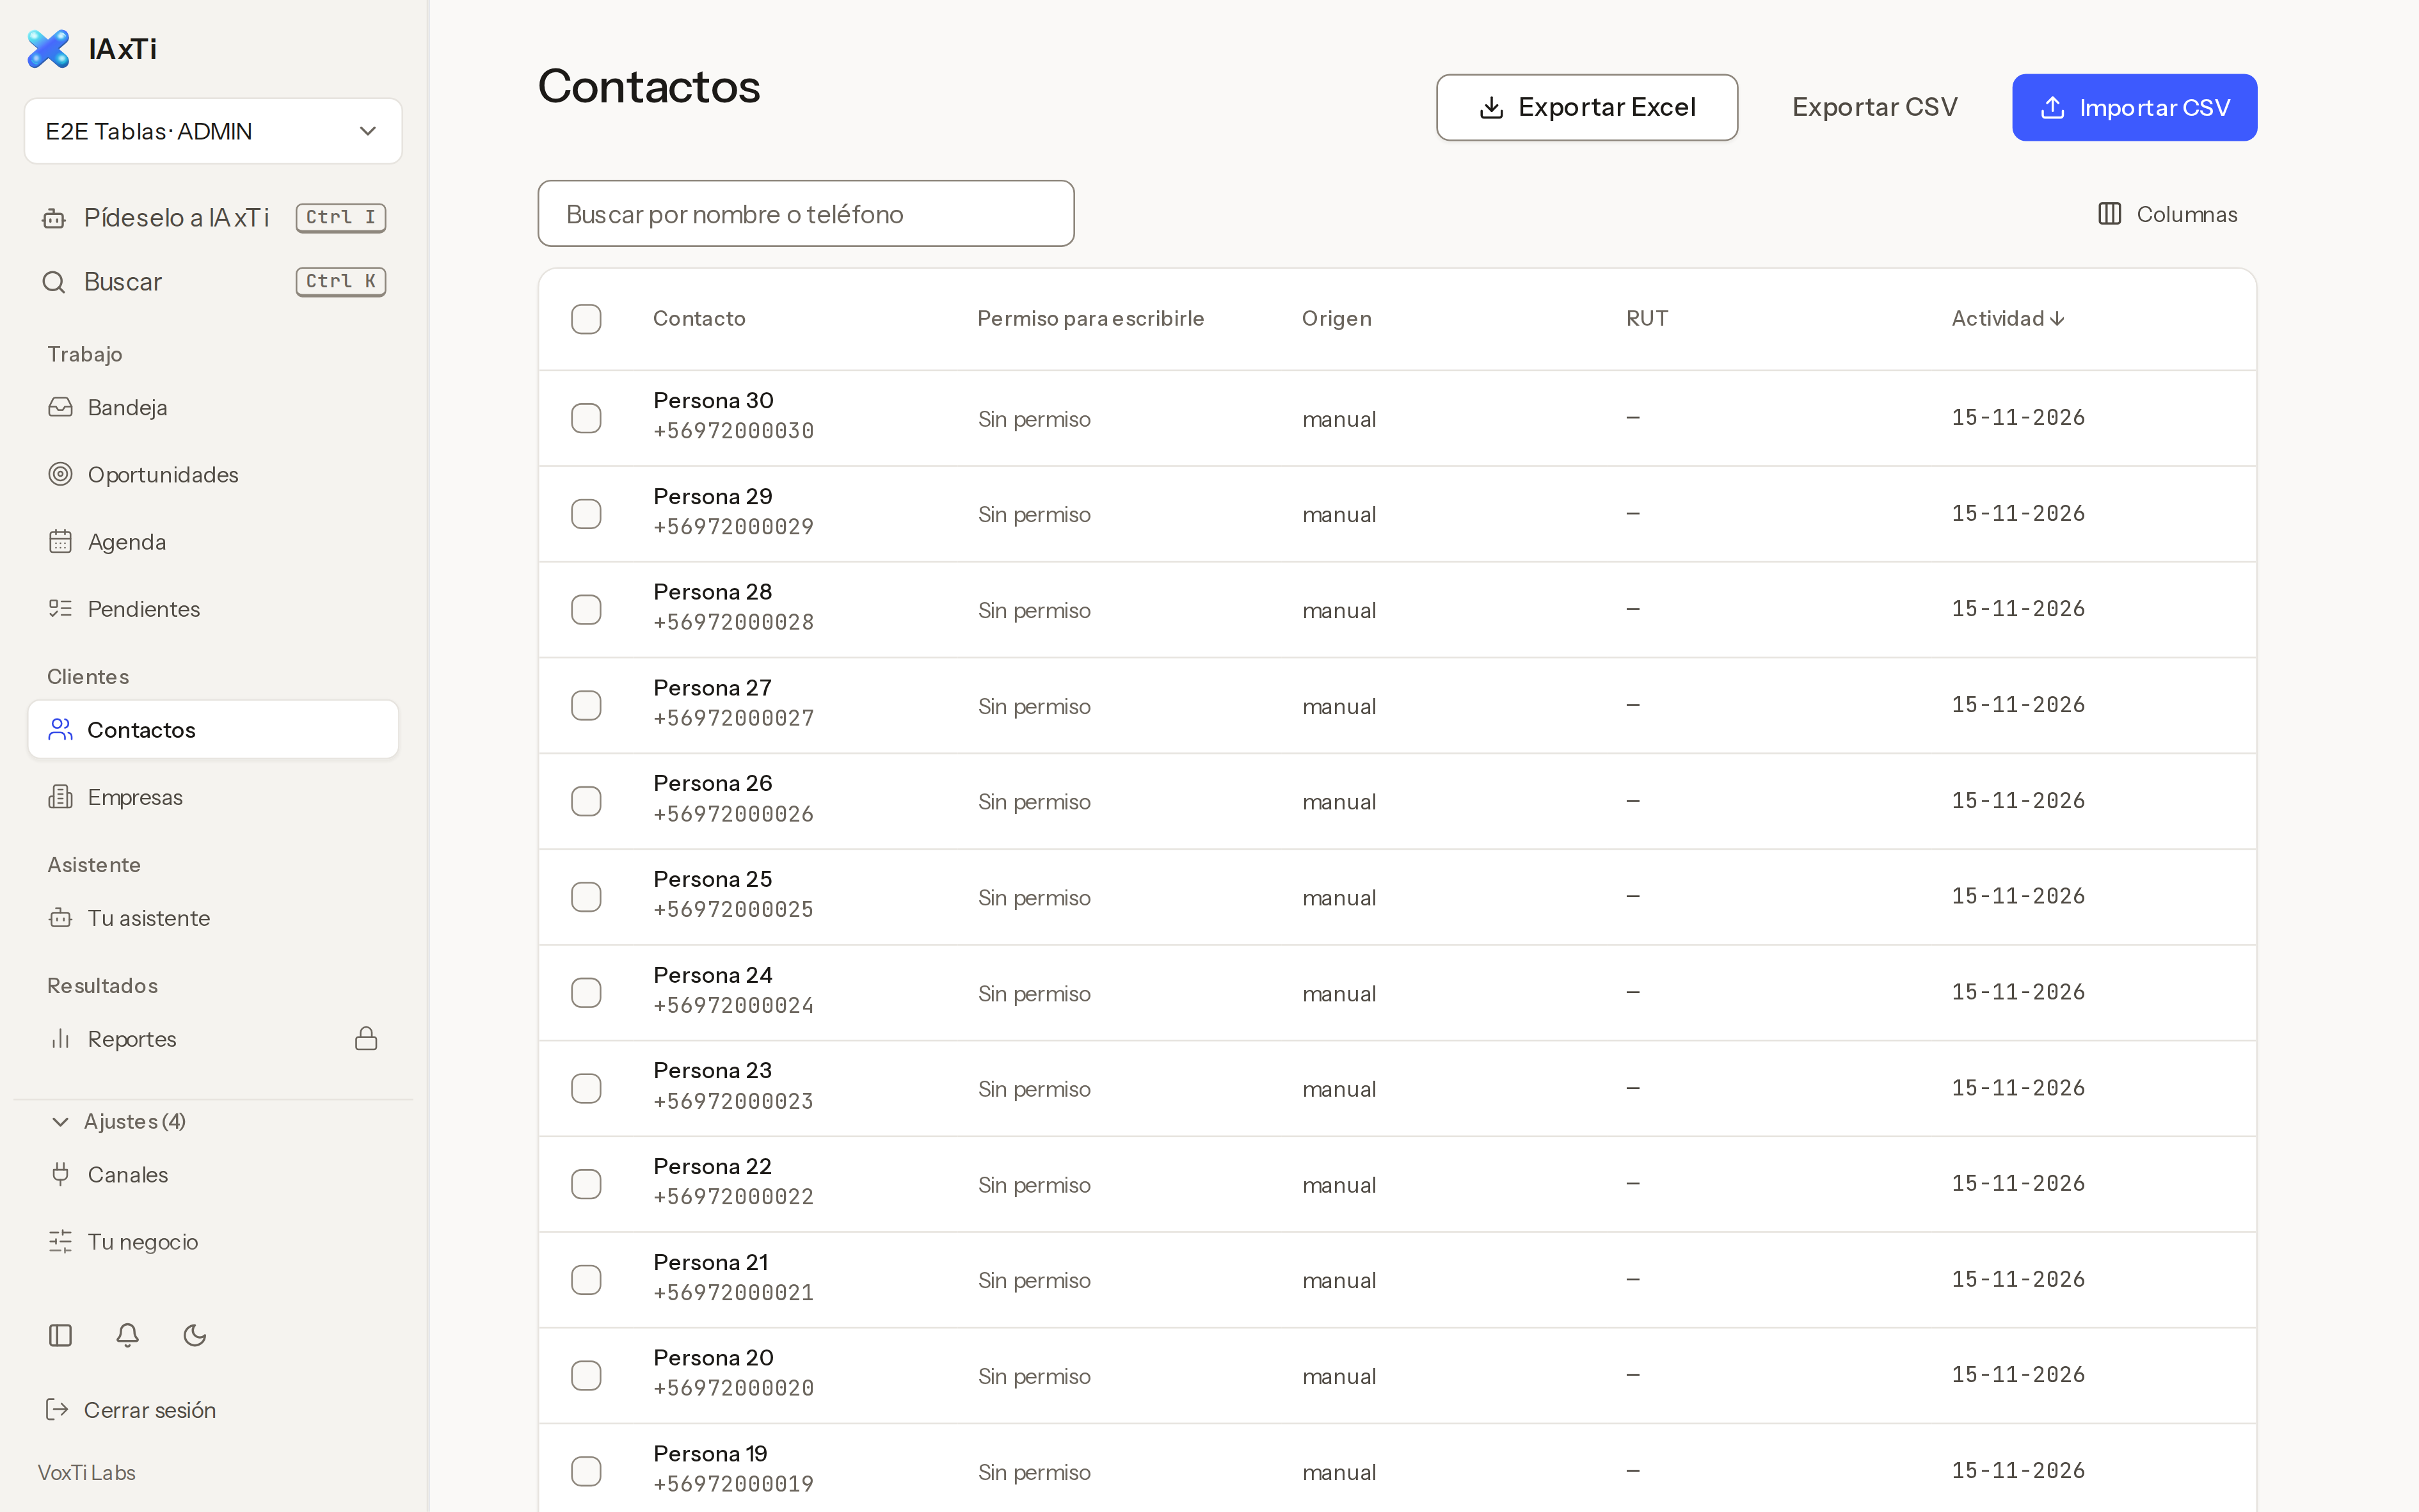 IAxTi
E2E Tablas · ADMIN
Pídeselo a IAxTi Ctrl I
Buscar Ctrl K
Trabajo
Bandeja
Oportunidades
Agenda
Pendientes
Clientes
Contactos
Empresas
Asistente
Tu asistente
Resultados
Reportes
Ajustes (4)
Canales
Tu negocio
Cerrar sesión
VoxTi Labs
Contactos
Exportar Excel Exportar CSV Importar CSV
Buscar por nombre o teléfono Columnas
Contacto Permiso para escribirle Origen RUT Actividad ↓
Persona 30
+56972000030 Sin permiso manual — 15-11-2026
Persona 29
+56972000029 Sin permiso manual — 15-11-2026
Persona 28
+56972000028 Sin permiso manual — 15-11-2026
Persona 27
+56972000027 Sin permiso manual — 15-11-2026
Persona 26
+56972000026 Sin permiso manual — 15-11-2026
Persona 25
+56972000025 Sin permiso manual — 15-11-2026
Persona 24
+56972000024 Sin permiso manual — 15-11-2026
Persona 23
+56972000023 Sin permiso manual — 15-11-2026
Persona 22
+56972000022 Sin permiso manual — 15-11-2026
Persona 21
+56972000021 Sin permiso manual — 15-11-2026
Persona 20
+56972000020 Sin permiso manual — 15-11-2026
Persona 19
+56972000019 Sin permiso manual — 15-11-2026